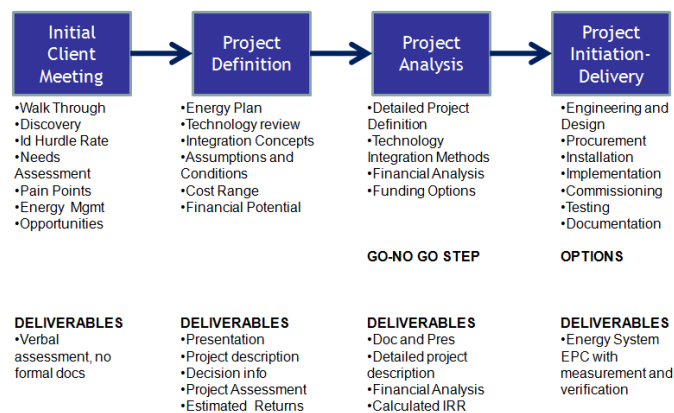 Initial
Client
Meeting
•Walk Through
•Discovery
•Id Hurdle Rate
•Needs
Assessment
•Pain Points
•Energy Mgmt
•Opportunities
DELIVERABLES
•Verbal
assessment, no
formal docs
Project
Definition
•Energy Plan
•Technology review
•Integration Concepts
•Assumptions and
Conditions
•Cost Range
•Financial Potential
DELIVERABLES
•Presentation
•Project description
•Decision info
•Project Assessment
•Estimated Returns
Project
Analysis
•Detailed Project
Definition
•Technology
Integration Methods
•Financial Analysis
•Funding Options
GO-NO GO STEP
DELIVERABLES
•Doc and Pres
•Detailed project
description
•Financial Analysis
•Calculated IRR
Project
Initiation-
Delivery
•Engineering and
Design
•Procurement
•Installation
•Implementation
•Commissioning
•Testing
•Documentation
OPTIONS
DELIVERABLES
•Energy System
EPC with
measurement and
verification